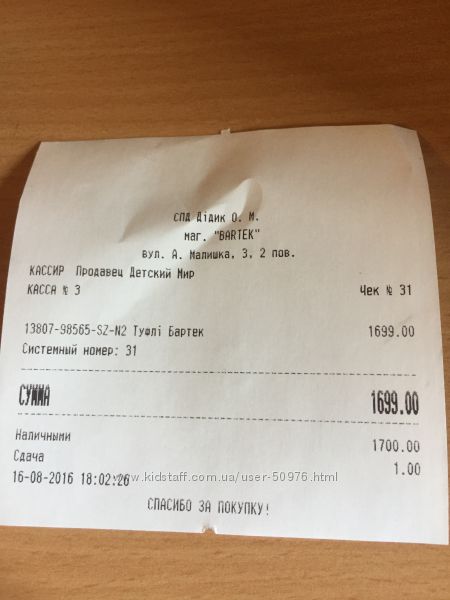 СПД Дідик О. М.
маг. "BARTEK"
вул. А. Малишка, 3, 2 пов.
КАССИР Продавец Детский Мир
КАССА № 3 Чек № 31
13807-98565-SZ-N2 Туфлі Бартек 1699.00
Системный номер: 31
СУММА 1699.00
Наличными 1700.00
Сдача 1.00
16-08-2016 18:02:26
www.kidstaff.com.ua/user-50976.html
СПАСИБО ЗА ПОКУПКУ!